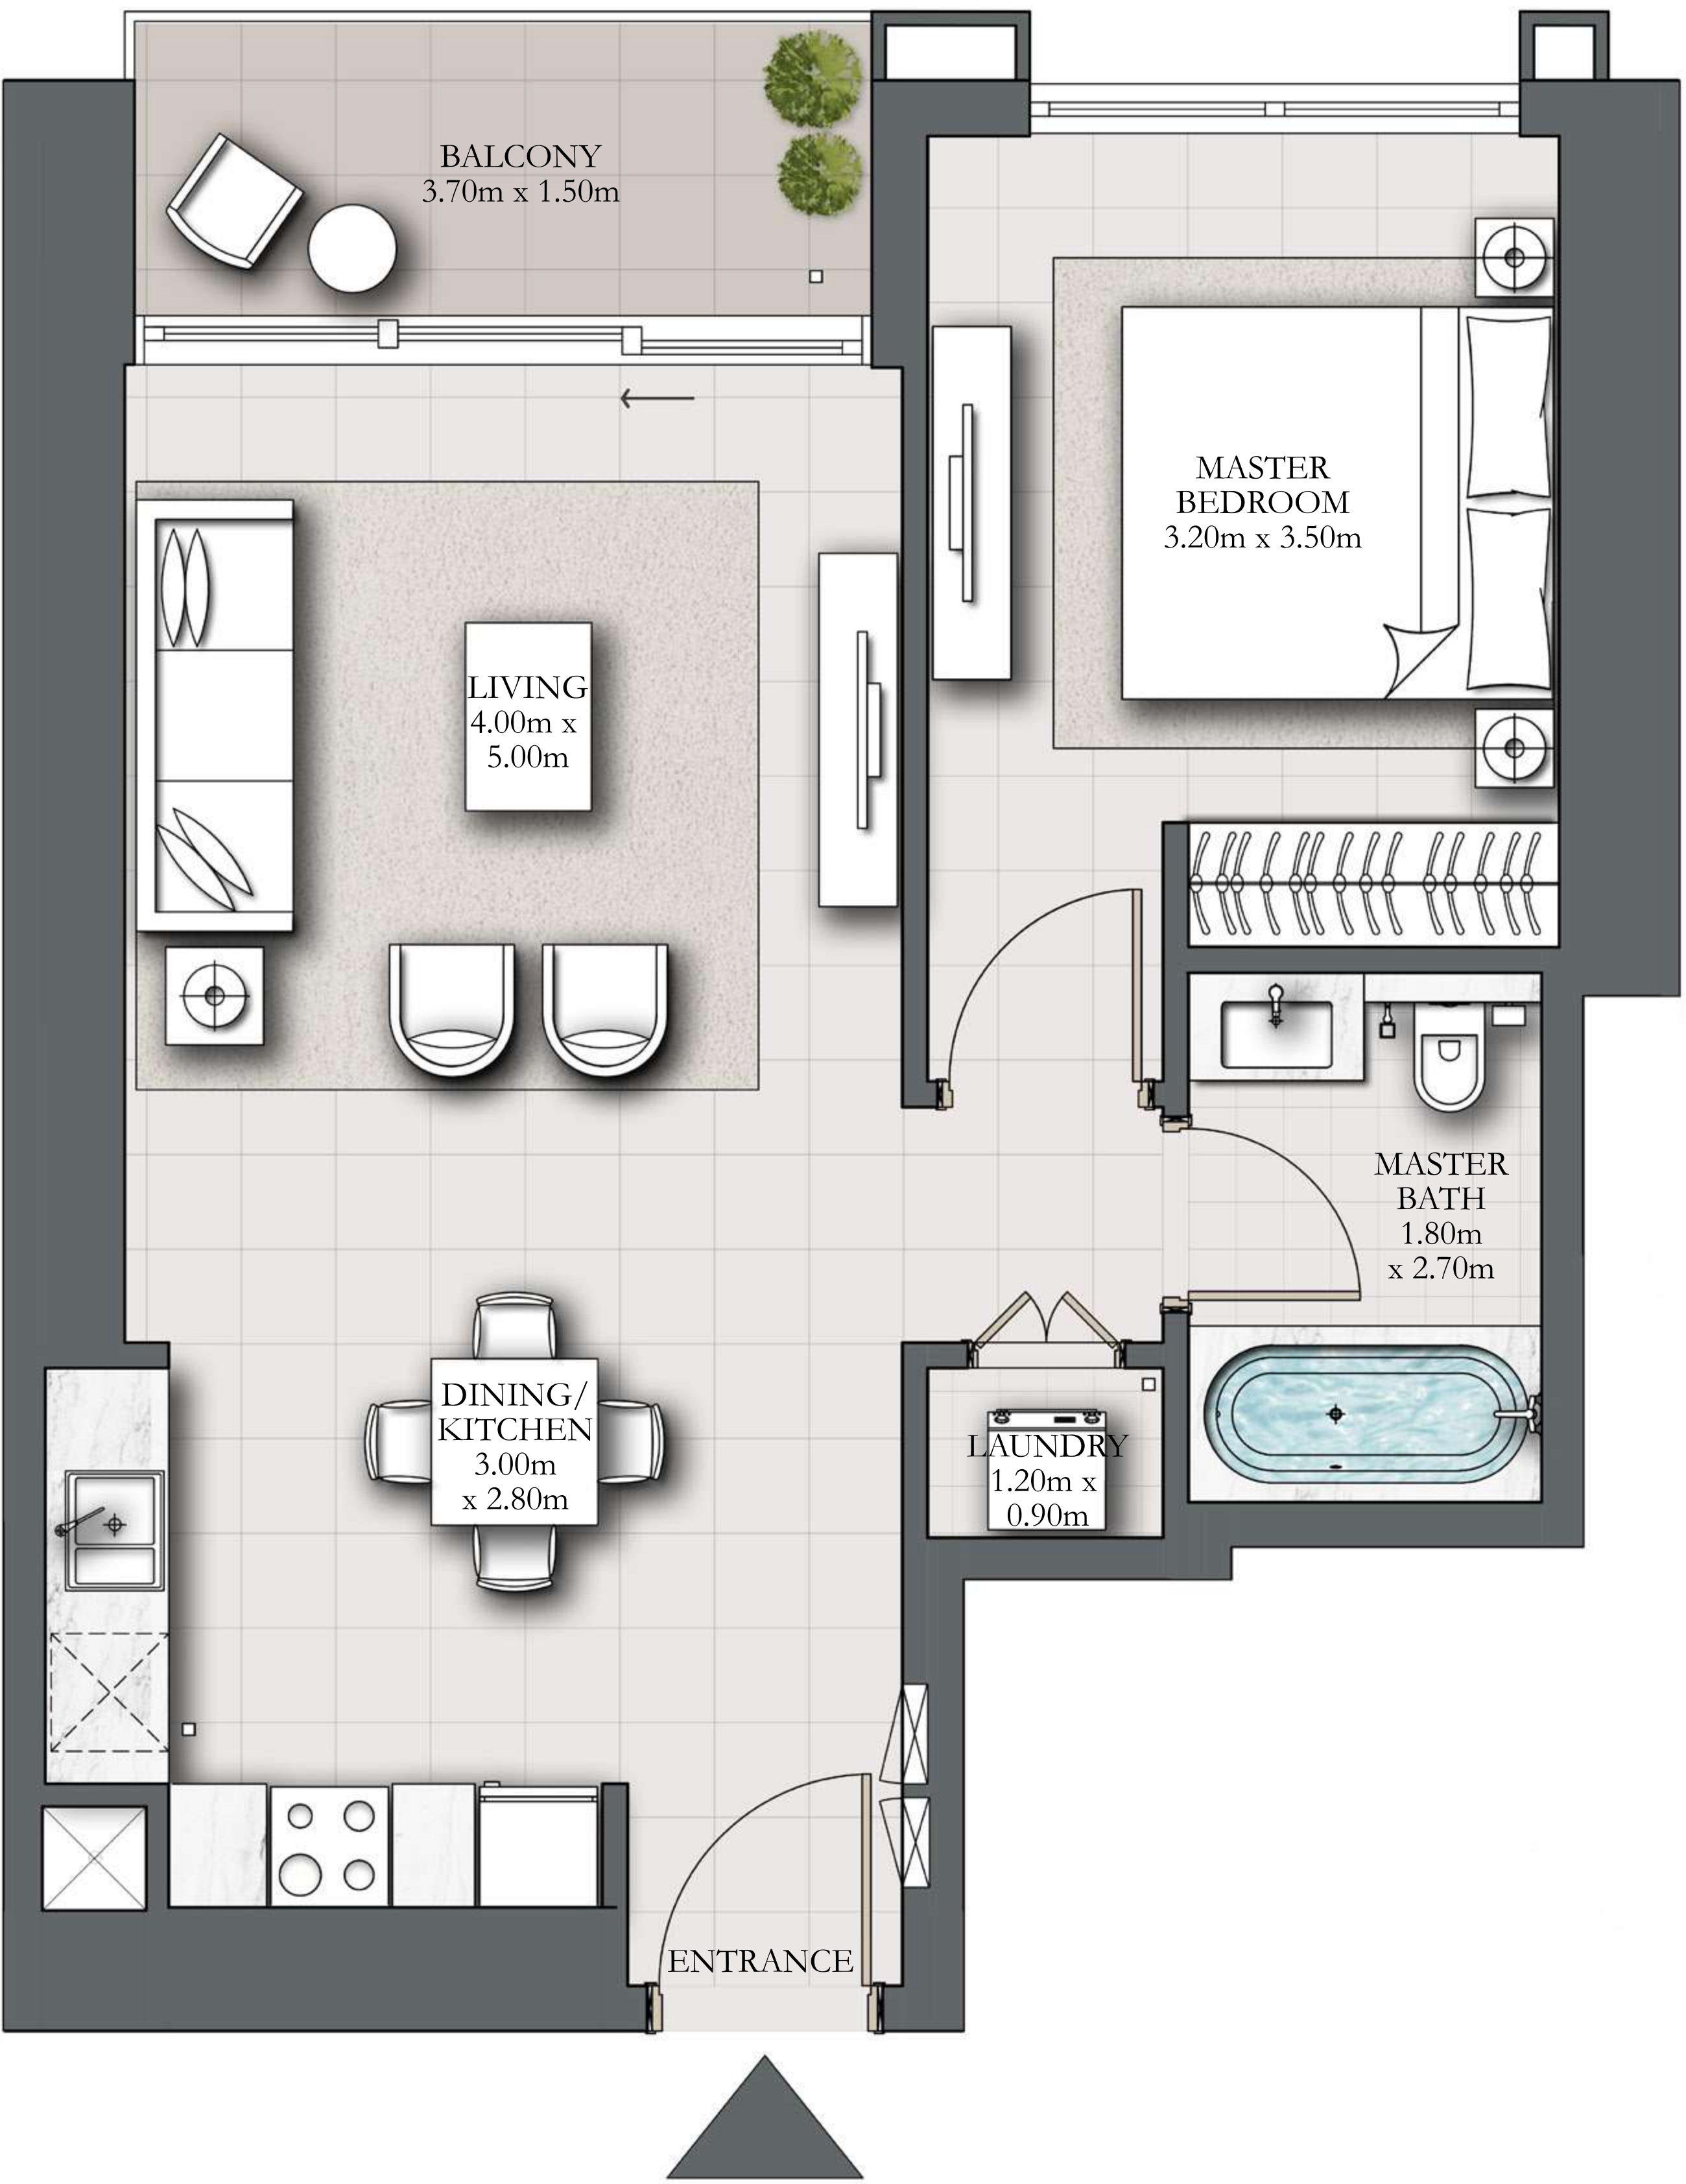 BALCONY
3.70m x 1.50m
MASTER
BEDROOM
3.20m x 3.50m
LIVING
4.00m x
5.00m
MASTER
BATH
1.80m
x 2.70m
DINING/
KITCHEN
3.00m
x 2.80m
LAUNDRY
1.20m x
0.90m
ENTRANCE